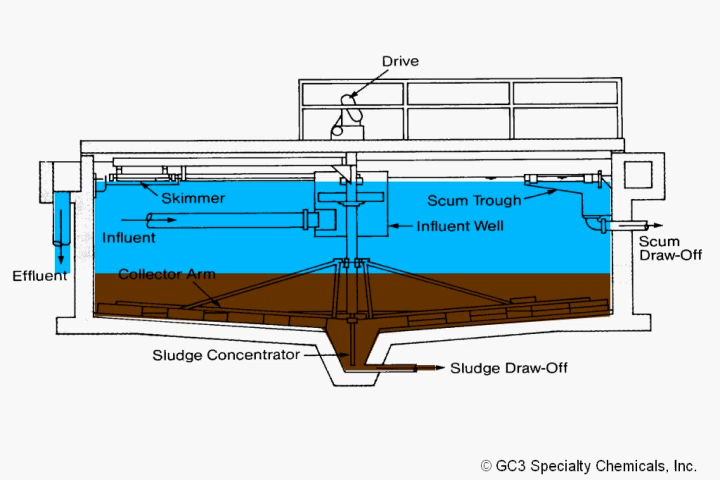 Drive
Skimmer
Scum Trough
Influent
Influent Well
Scum
Draw-Off
Effluent
Collector Arm
Sludge Concentrator
Sludge Draw-Off
© GC3 Specialty Chemicals, Inc.